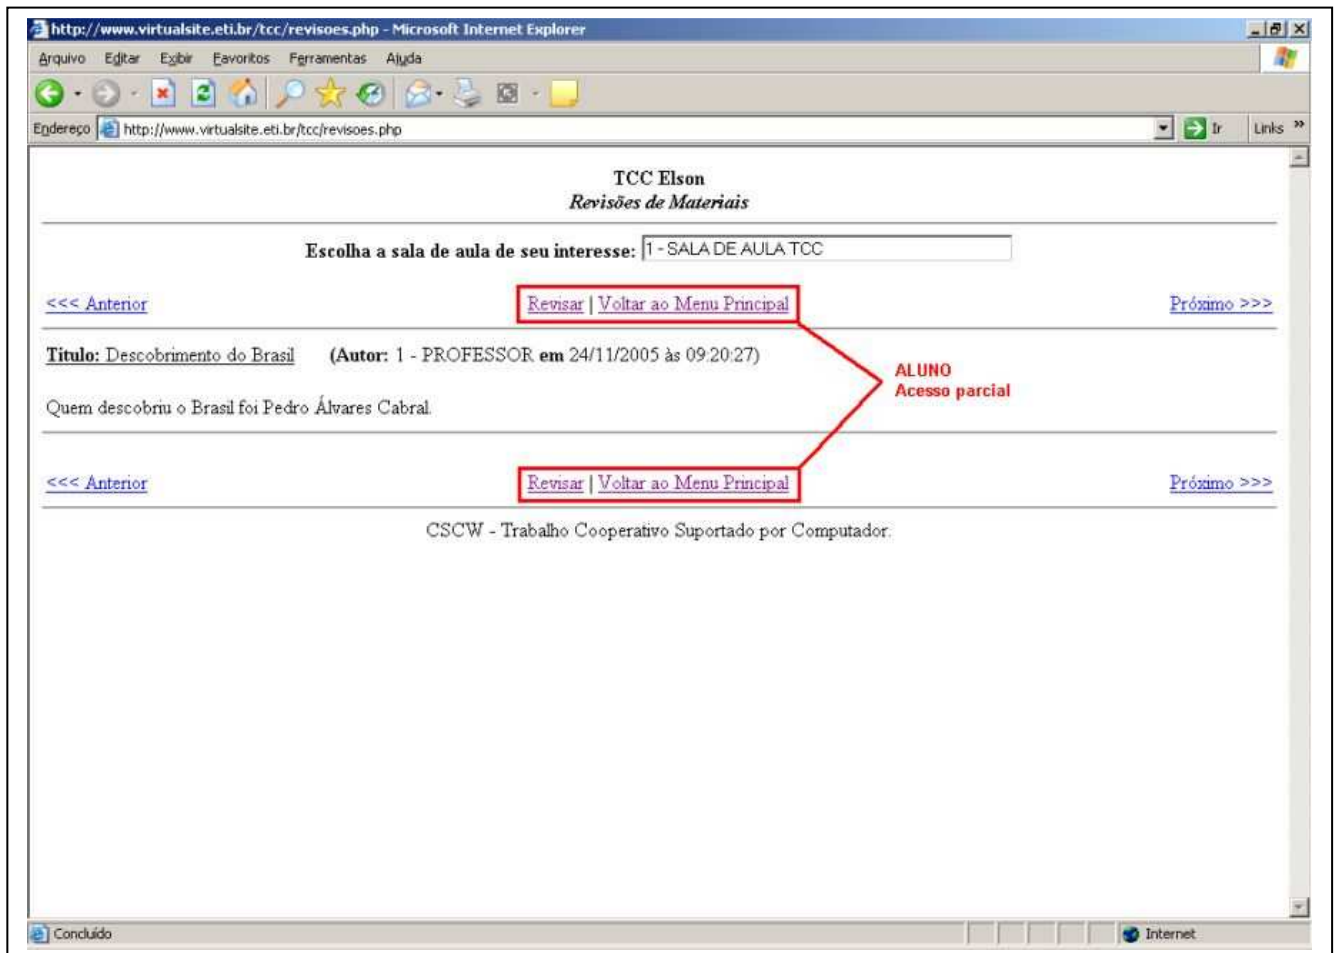 http://www.virtualsite.eti.br/tcc/revisoes.php - Microsoft Internet Explorer
Arquivo Editar Exibir Favoritos Ferramentas Ajuda
Endereço http://www.virtualsite.eti.br/tcc/revisoes.php Ir Links »
TCC Elson
Revisões de Materiais
Escolha a sala de aula de seu interesse: 1 - SALA DE AULA TCC
<<< Anterior Revisar | Voltar ao Menu Principal Próximo >>>
Título: Descobrimento do Brasil (Autor: 1 - PROFESSOR em 24/11/2005 às 09:20:27)
ALUNO
Acesso parcial
Quem descobriu o Brasil foi Pedro Álvares Cabral.
<<< Anterior Revisar | Voltar ao Menu Principal Próximo >>>
CSCW - Trabalho Cooperativo Suportado por Computador.
Concluído Internet